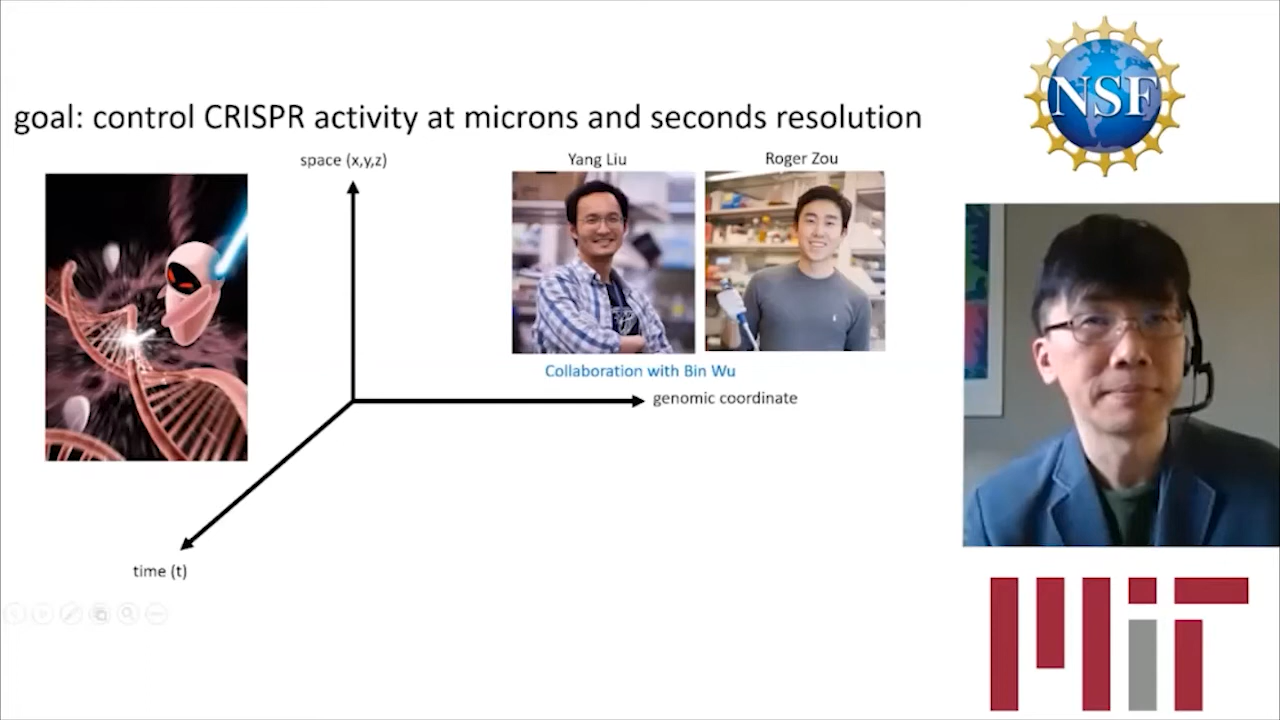 goal: control CRISPR activity at microns and seconds resolution
space (x,y,z)
Yang Liu
Roger Zou
Collaboration with Bin Wu
genomic coordinate
time (t)
NSF
MIT